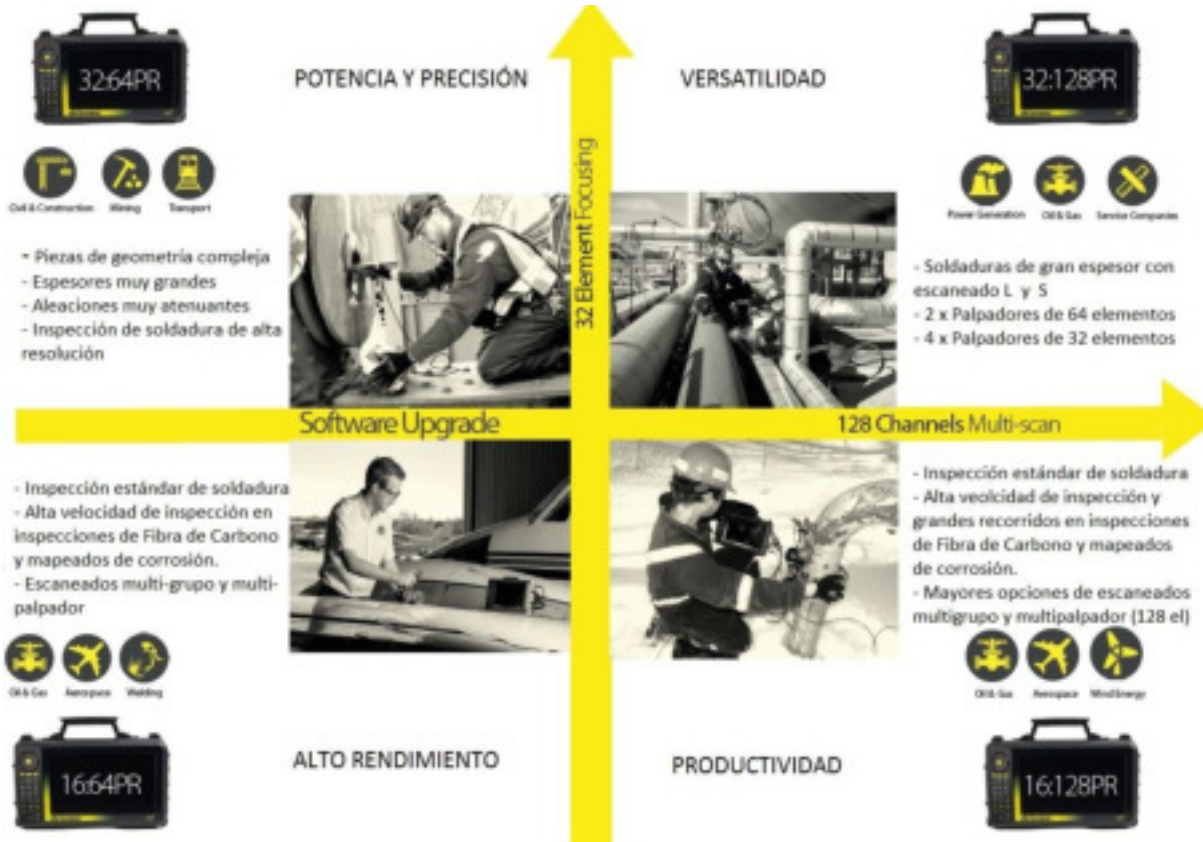 32:64PR
POTENCIA Y PRECISIÓN
Civil & Construction
Mining
Transport
- Piezas de geometría compleja
- Espesores muy grandes
- Aleaciones muy atenuantes
- Inspección de soldadura de alta
resolución
VERSATILIDAD
32:128PR
Power Generation
Oil & Gas
Service Companies
- Soldaduras de gran espesor con
escaneado L y S
- 2 x Palpadores de 64 elementos
- 4 x Palpadores de 32 elementos
32 Element Focusing
Software Upgrade
128 Channels Multi-scan
- Inspección estándar de soldadura
- Alta velocidad de inspección en
inspecciones de Fibra de Carbono
y mapeados de corrosión.
- Escaneados multi-grupo y multi-
palpador
Oil & Gas
Aerospace
Welding
16:64PR
ALTO RENDIMIENTO
- Inspección estándar de soldadura
- Alta veolcidad de inspección y
grandes recorridos en inspecciones
de Fibra de Carbono y mapeados
de corrosión.
- Mayores opciones de escaneados
multigrupo y multipalpador (128 el)
Oil & Gas
Aerospace
Wind Energy
PRODUCTIVIDAD
16:128PR